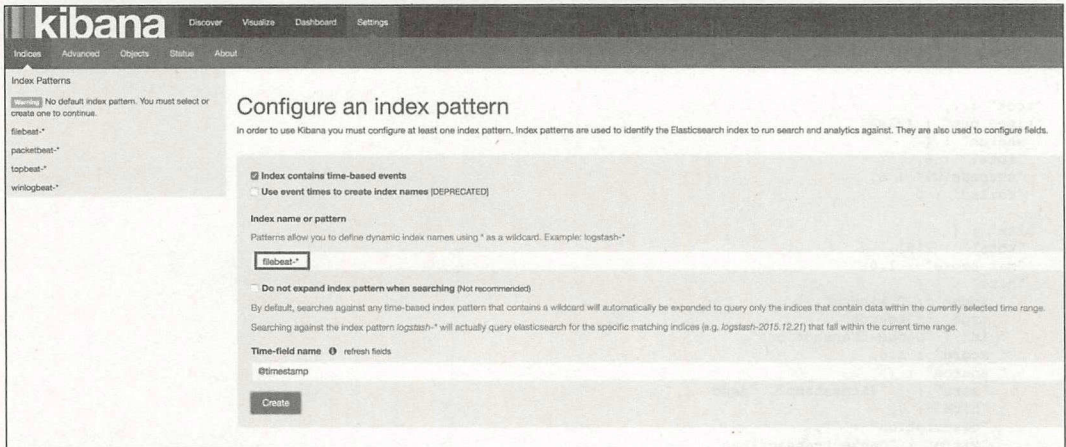 kibana
Discover Visualize Dashboard Settings
Indices Advanced Objects Status About
Index Patterns
Warning No default index pattern. You must select or
create one to continue.
filebeat-*
packetbeat-*
topbeat-*
winlogbeat-*
Configure an index pattern
In order to use Kibana you must configure at least one index pattern. Index patterns are used to identify the Elasticsearch index to run search and analytics against. They are also used to configure fields.
Index contains time-based events
Use event times to create index names [DEPRECATED]
Index name or pattern
Patterns allow you to define dynamic index names using * as a wildcard. Example: logstash-*
filebeat-*
Do not expand index pattern when searching (Not recommended)
By default, searches against any time-based index pattern that contains a wildcard will automatically be expanded to query only the indices that contain data within the currently selected time range.
Searching against the index pattern logstash-* will actually query elasticsearch for the specific matching indices (e.g. logstash-2015.12.21) that fall within the current time range.
Time-field name refresh fields
@timestamp
Create